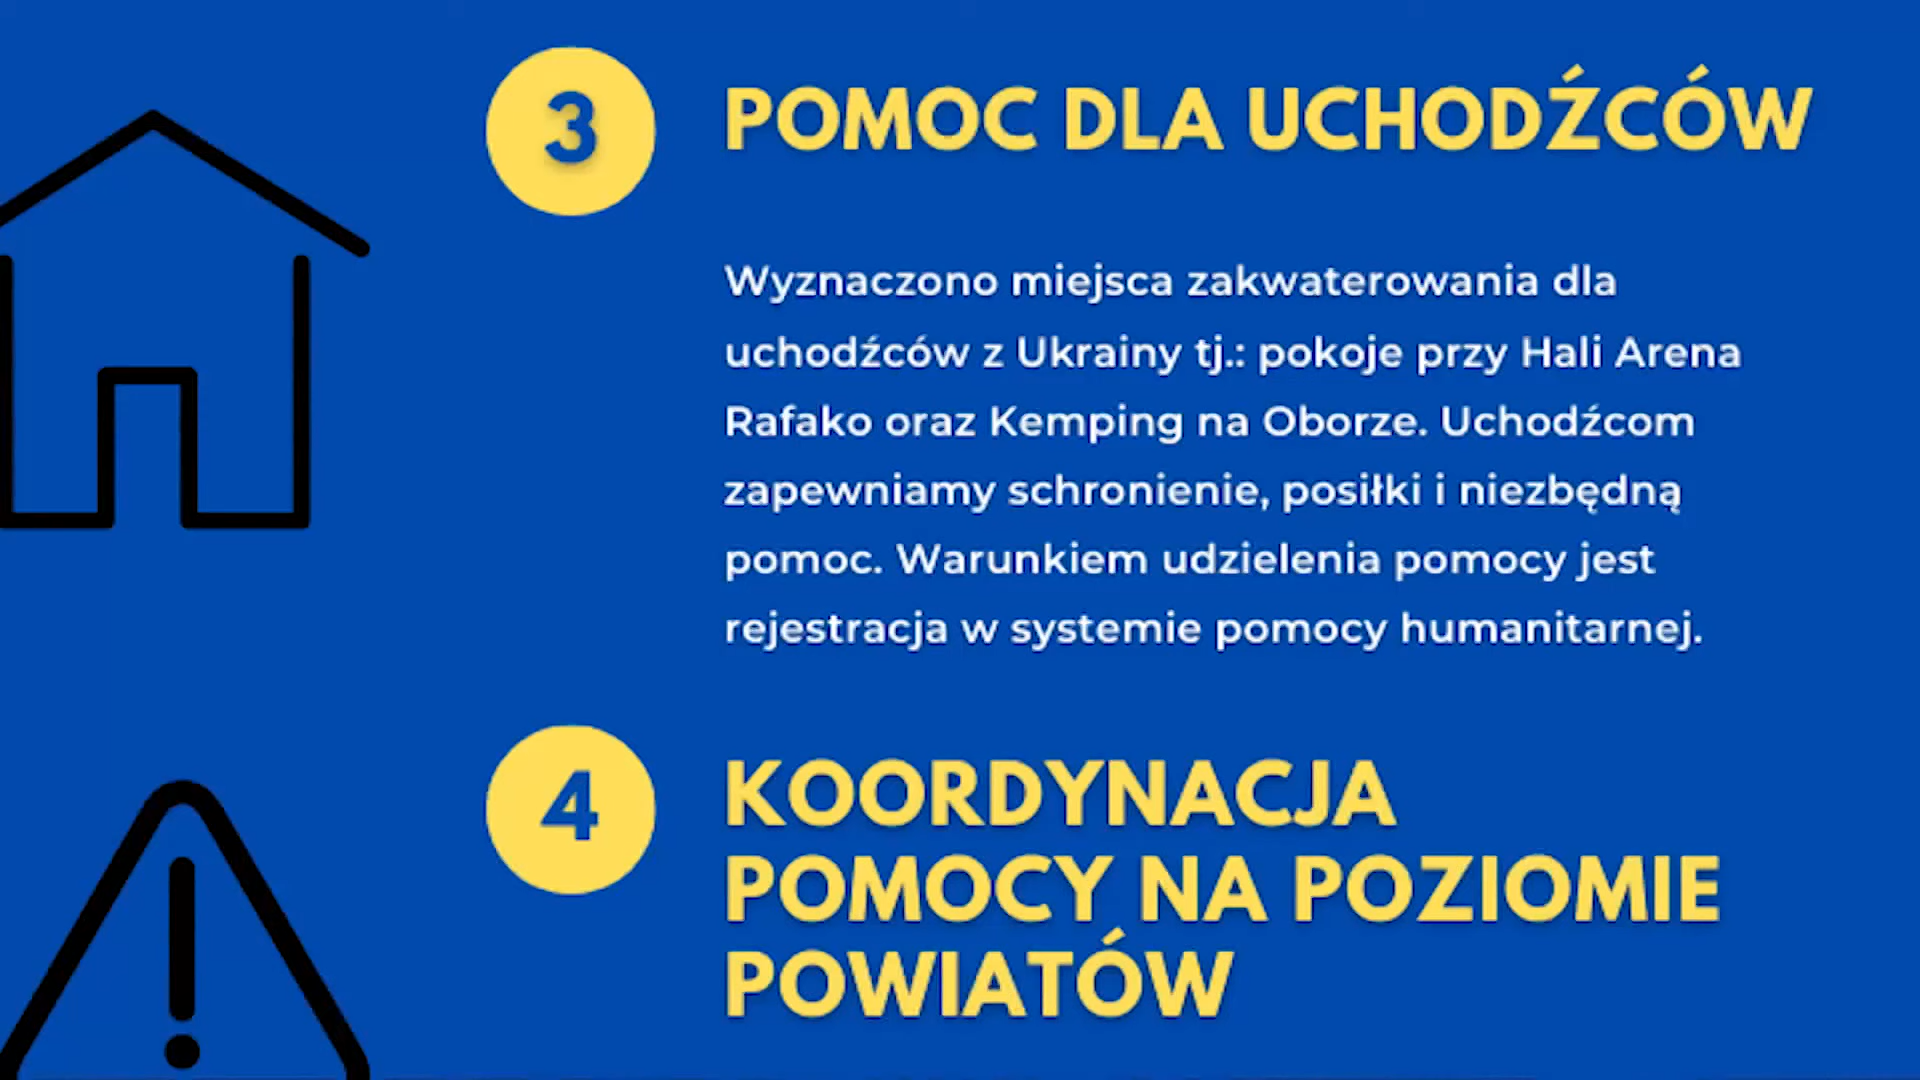 3
POMOC DLA UCHODŹCÓW
Wyznaczono miejsca zakwaterowania dla
uchodźców z Ukrainy tj.: pokoje przy Hali Arena
Rafako oraz Kemping na Oborze. Uchodźcom
zapewniamy schronienie, posiłki i niezbędną
pomoc. Warunkiem udzielenia pomocy jest
rejestracja w systemie pomocy humanitarnej.
4
KOORDYNACJA
POMOCY NA POZIOMIE
POWIATÓW